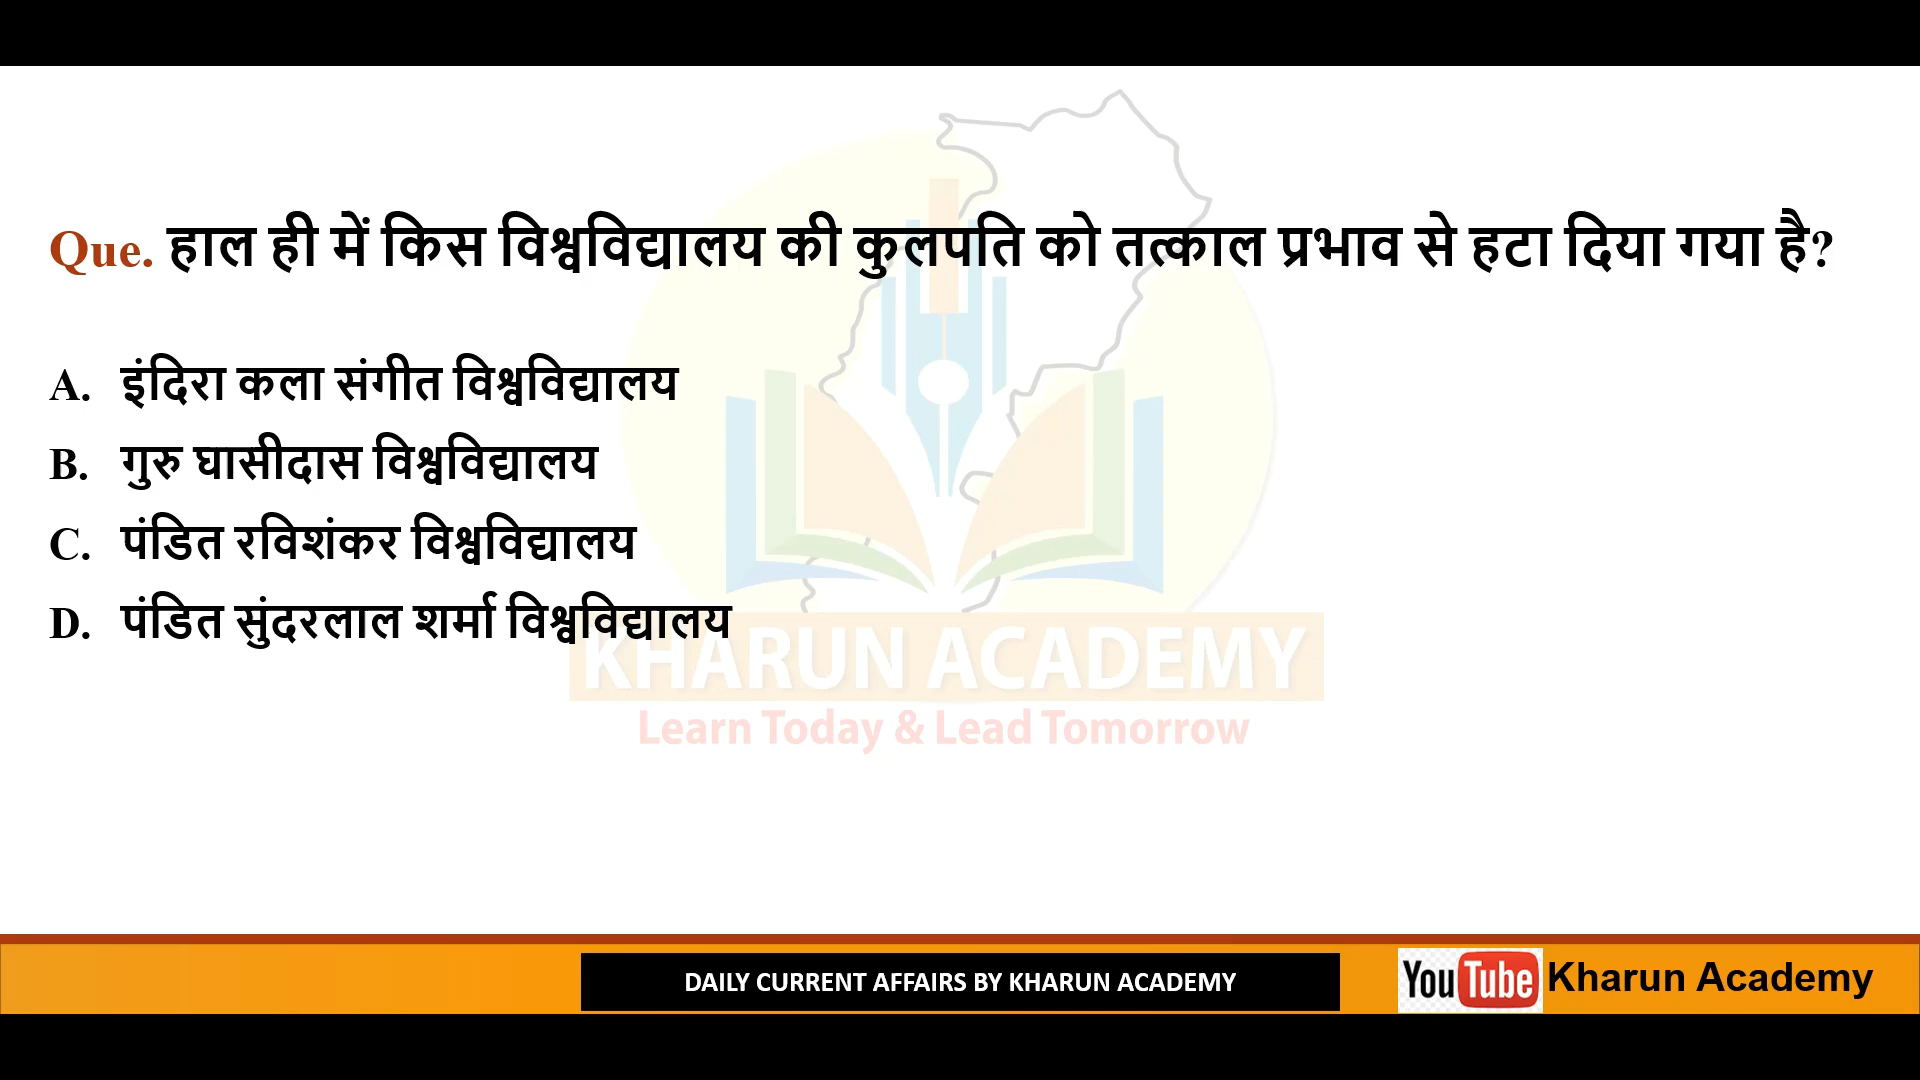 Que. हाल ही में किस विश्वविद्यालय की कुलपति को तत्काल प्रभाव से हटा दिया गया है?
A. इंदिरा कला संगीत विश्वविद्यालय
B. गुरु घासीदास विश्वविद्यालय
C. पंडित रविशंकर विश्वविद्यालय
D. पंडित सुंदरलाल शर्मा विश्वविद्यालय
KHARUN ACADEMY
Learn Today & Lead Tomorrow
DAILY CURRENT AFFAIRS BY KHARUN ACADEMY
YouTube Kharun Academy